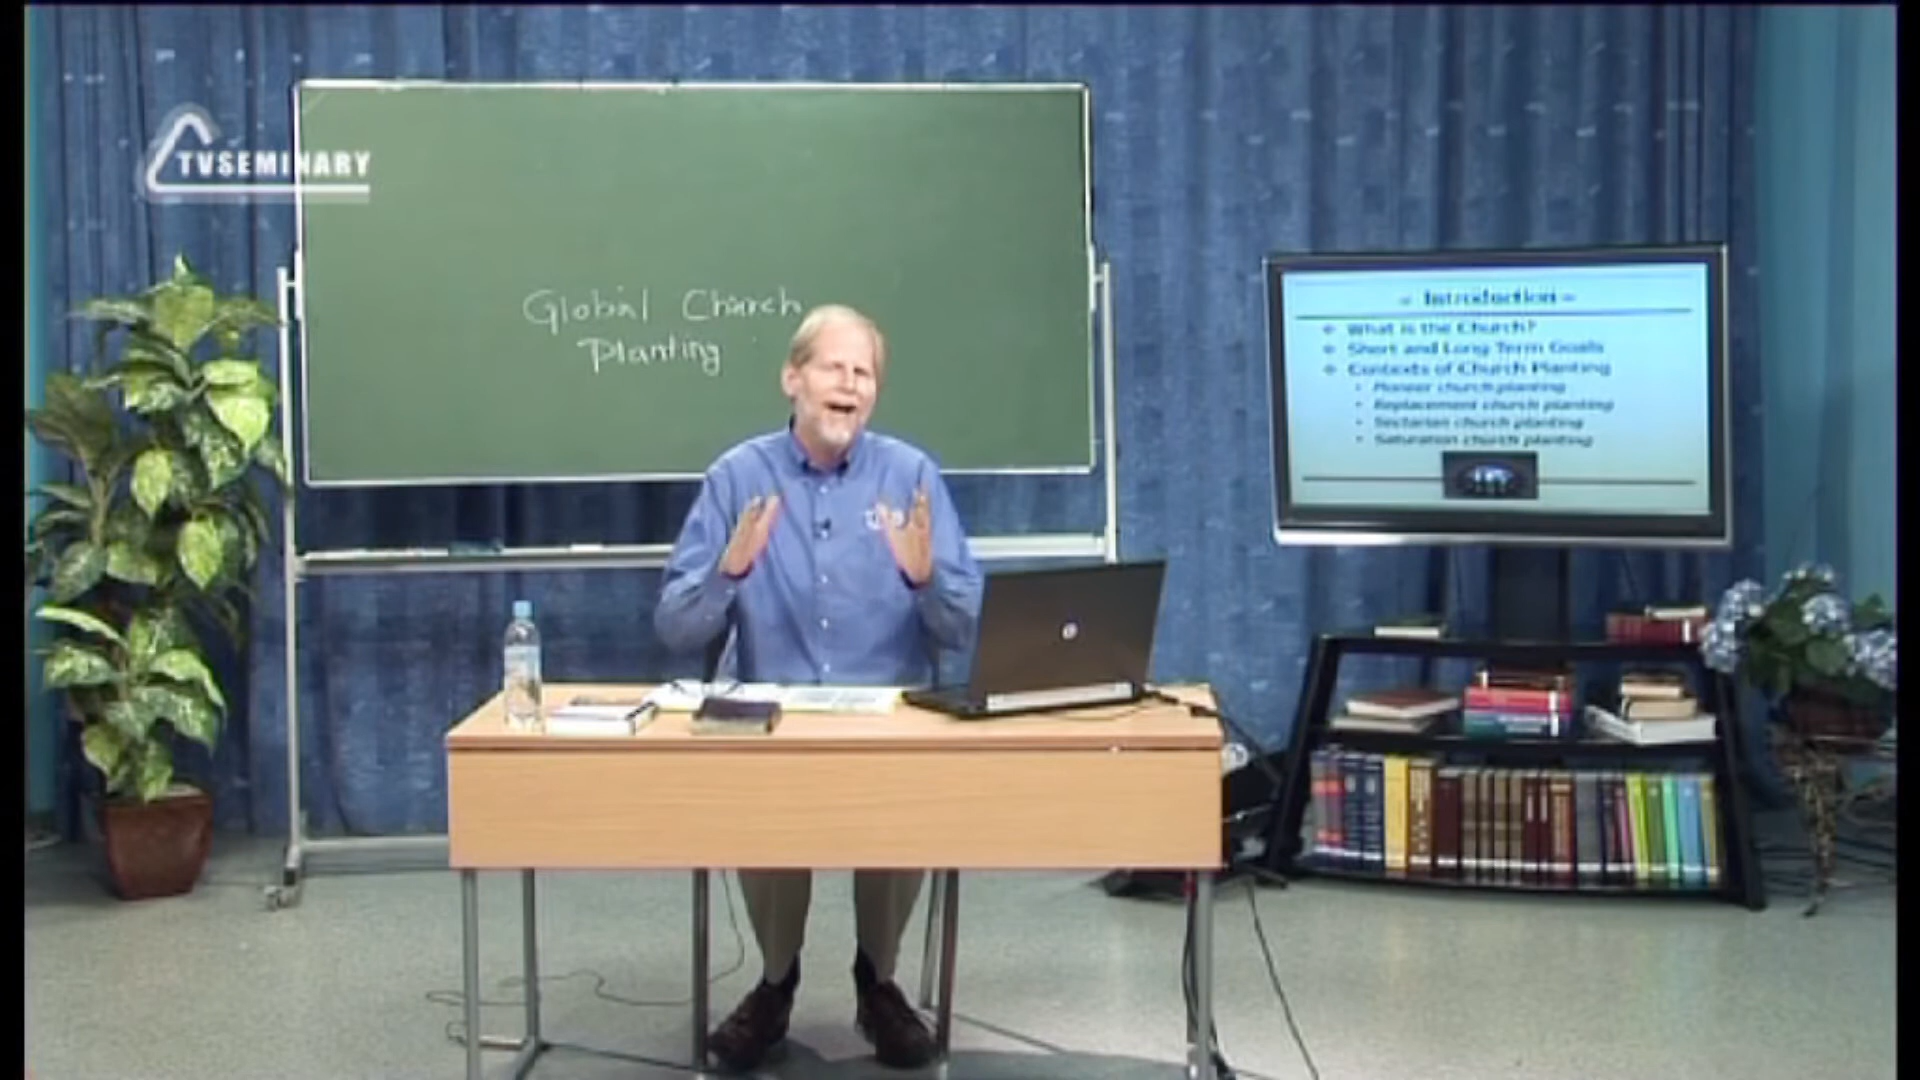 TVSEMINARY
Global Church
Planting
Introduction
What is the Church?
Short and Long Term Goals
Contexts of Church Planting
Pioneer church planting
Replacement church planting
Sectarian church planting
Saturation church planting